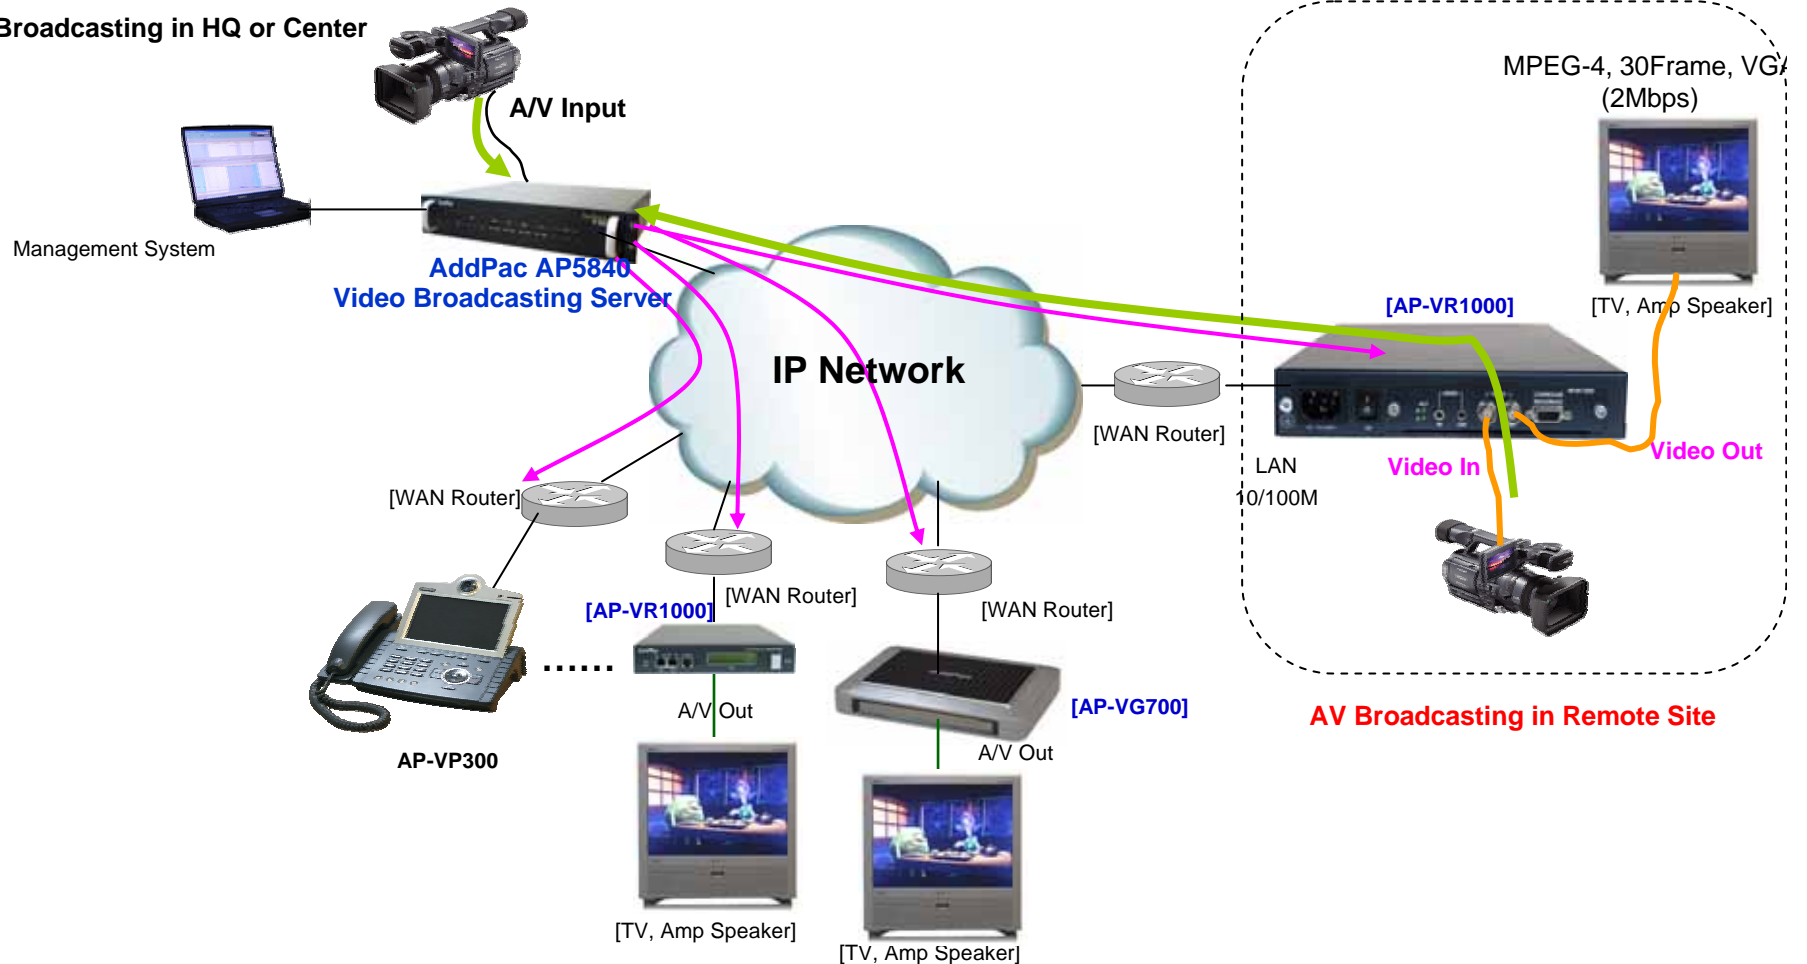 Broadcasting in HQ or Center
A/V Input
MPEG-4, 30Frame, VGA
(2Mbps)
Management System
AddPac AP5840
Video Broadcasting Server
[AP-VR1000]
[TV, Amp Speaker]
IP Network
[WAN Router]
LAN
10/100M
Video In
Video Out
[WAN Router]
[AP-VR1000]
[WAN Router]
[WAN Router]
A/V Out
[AP-VG700]
AV Broadcasting in Remote Site
AP-VP300
......
A/V Out
[TV, Amp Speaker]
[TV, Amp Speaker]